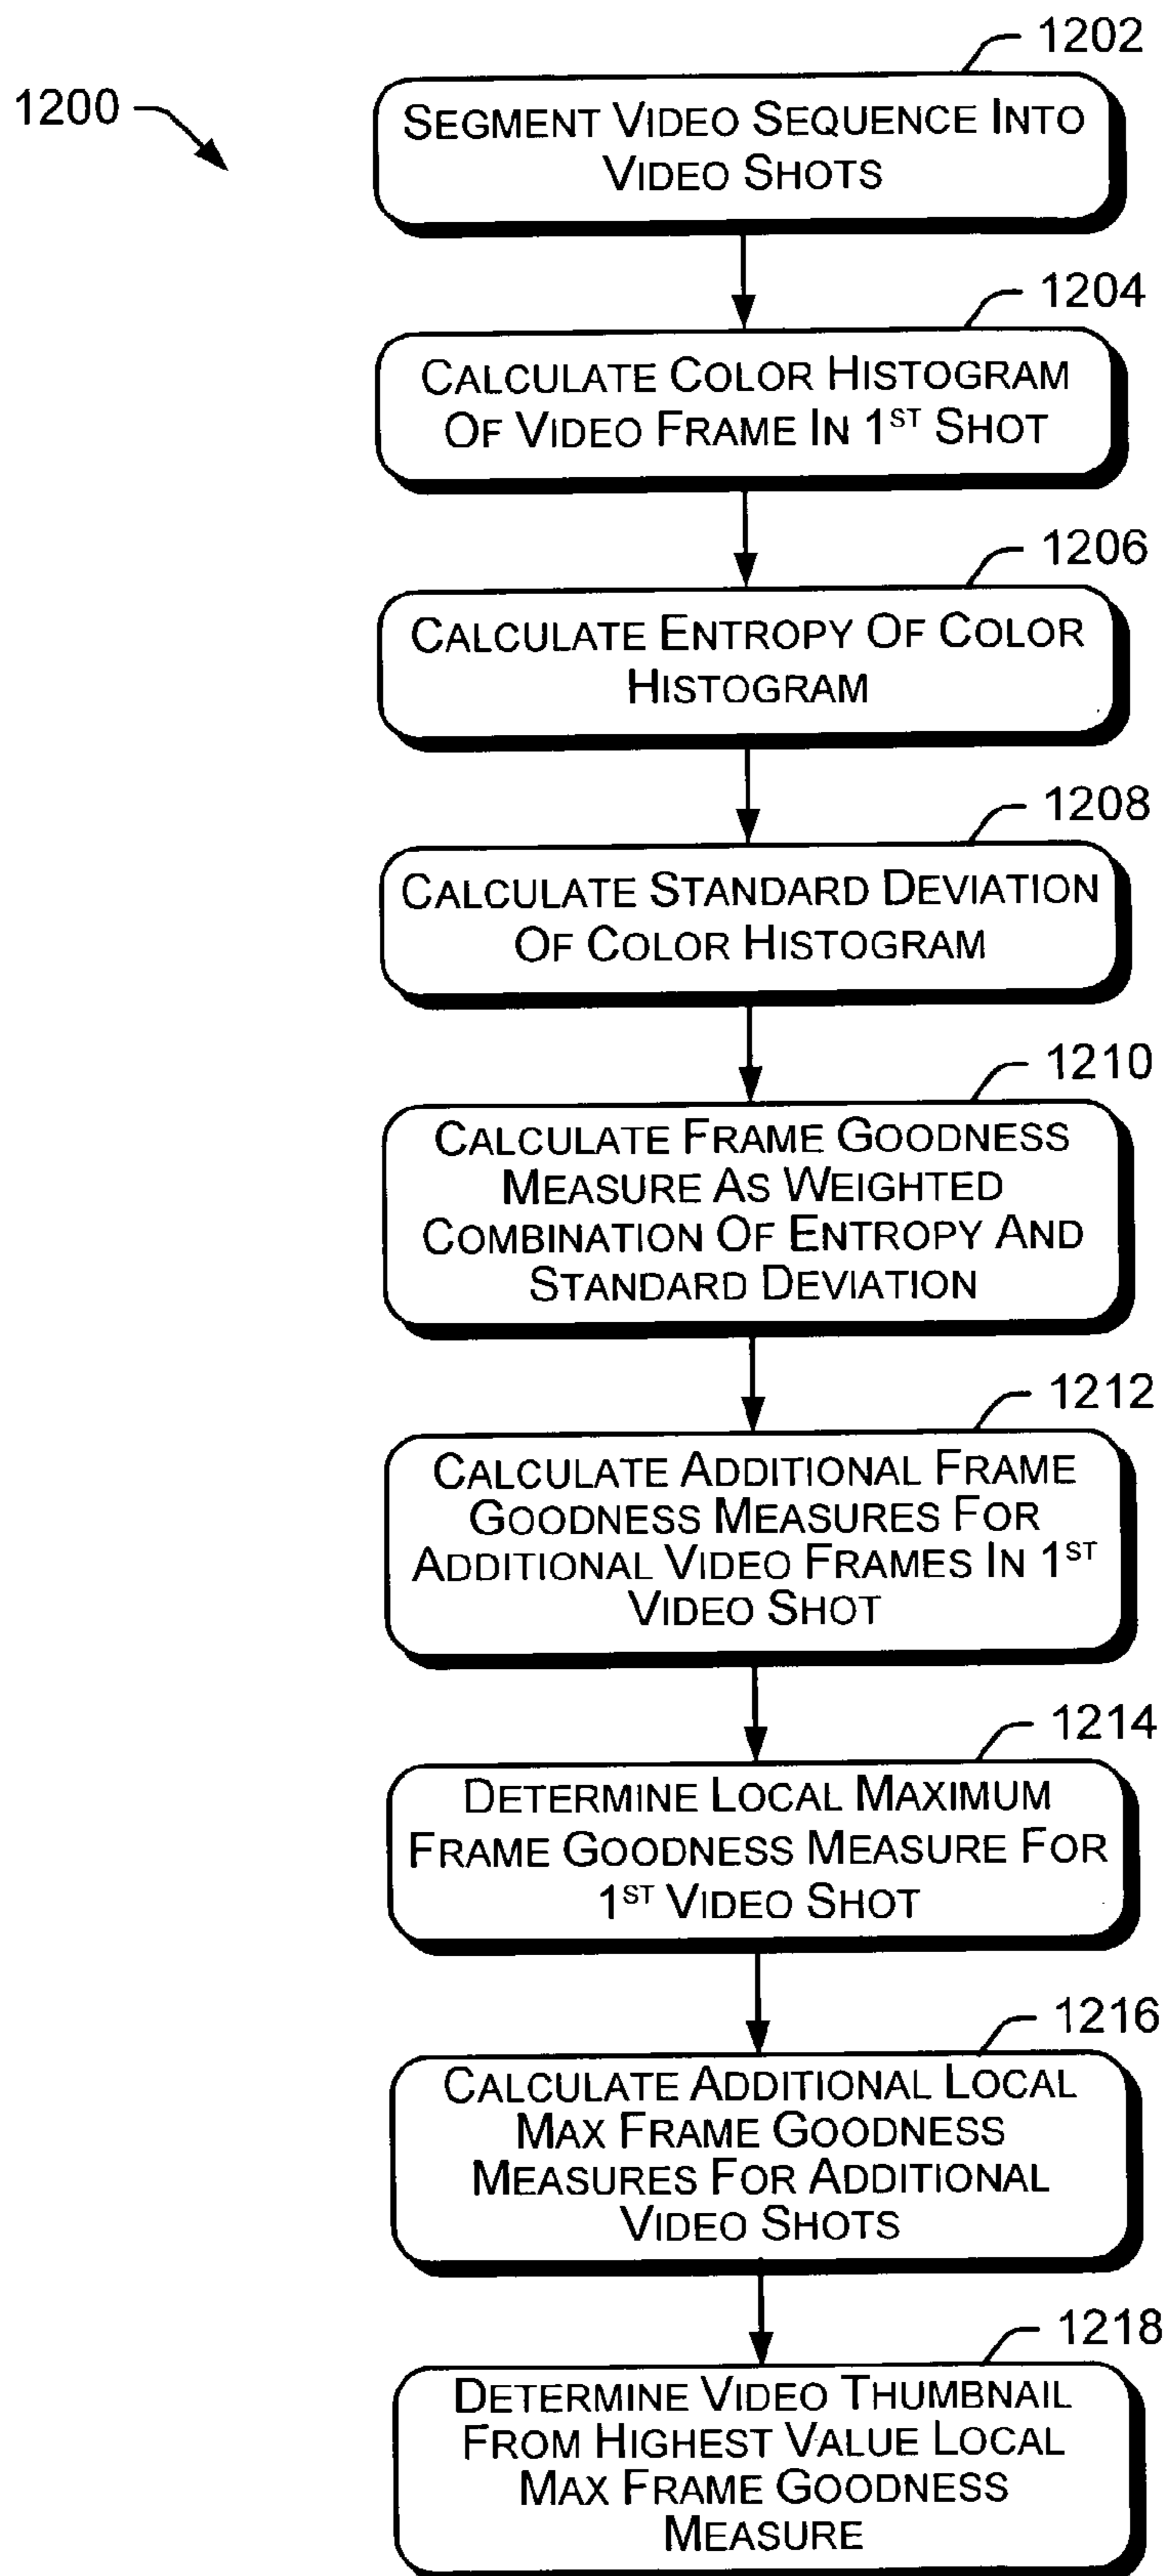 1200
1202
SEGMENT VIDEO SEQUENCE INTO
VIDEO SHOTS
1204
CALCULATE COLOR HISTOGRAM
OF VIDEO FRAME IN 1ST SHOT
1206
CALCULATE ENTROPY OF COLOR
HISTOGRAM
1208
CALCULATE STANDARD DEVIATION
OF COLOR HISTOGRAM
1210
CALCULATE FRAME GOODNESS
MEASURE AS WEIGHTED
COMBINATION OF ENTROPY AND
STANDARD DEVIATION
1212
CALCULATE ADDITIONAL FRAME
GOODNESS MEASURES FOR
ADDITIONAL VIDEO FRAMES IN 1ST
VIDEO SHOT
1214
DETERMINE LOCAL MAXIMUM
FRAME GOODNESS MEASURE FOR
1ST VIDEO SHOT
1216
CALCULATE ADDITIONAL LOCAL
MAX FRAME GOODNESS
MEASURES FOR ADDITIONAL
VIDEO SHOTS
1218
DETERMINE VIDEO THUMBNAIL
FROM HIGHEST VALUE LOCAL
MAX FRAME GOODNESS
MEASURE